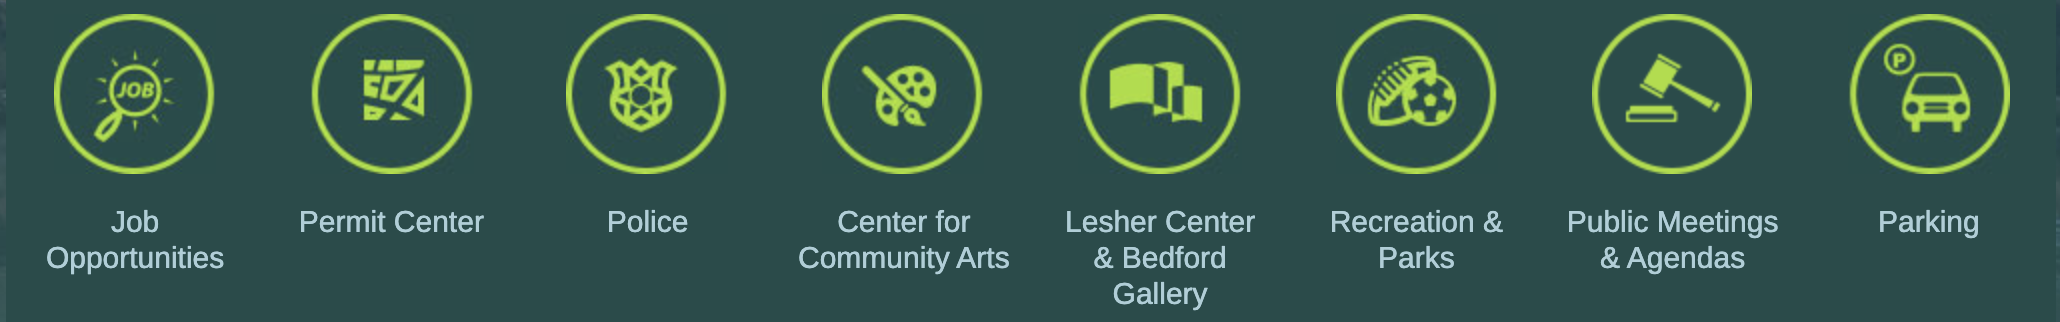 JOB
P
Job
Opportunities
Permit Center
Police
Center for
Community Arts
Lesher Center
& Bedford
Gallery
Recreation &
Parks
Public Meetings
& Agendas
Parking